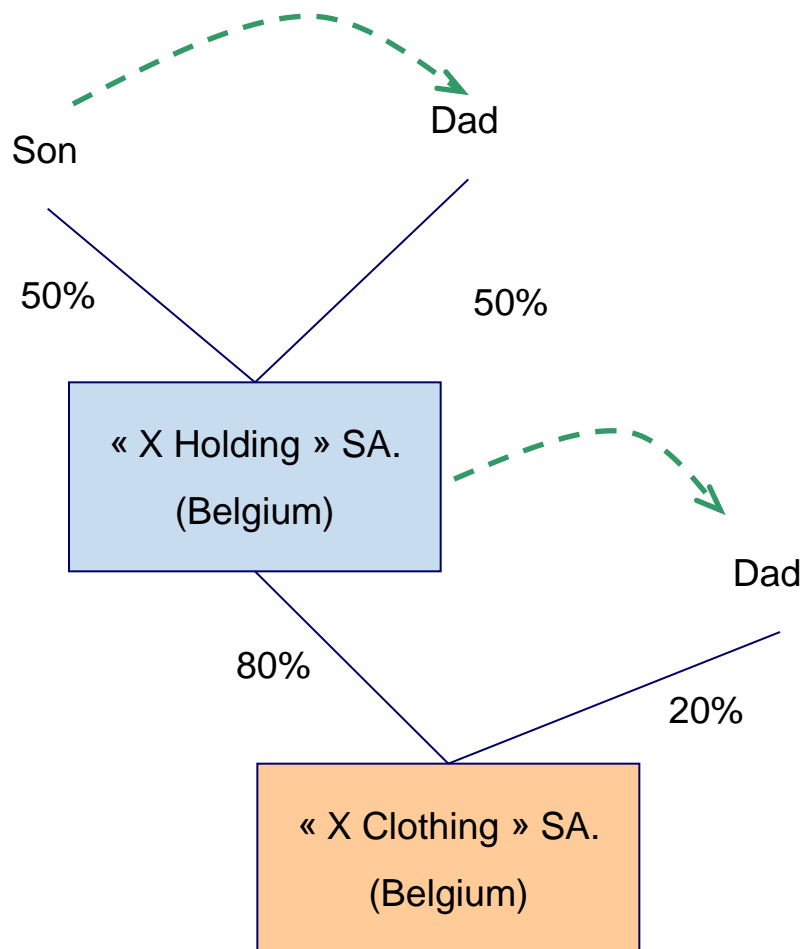 Dad
Son
50%
50%
« X Holding » SA.
(Belgium)
Dad
80%
20%
« X Clothing » SA.
(Belgium)